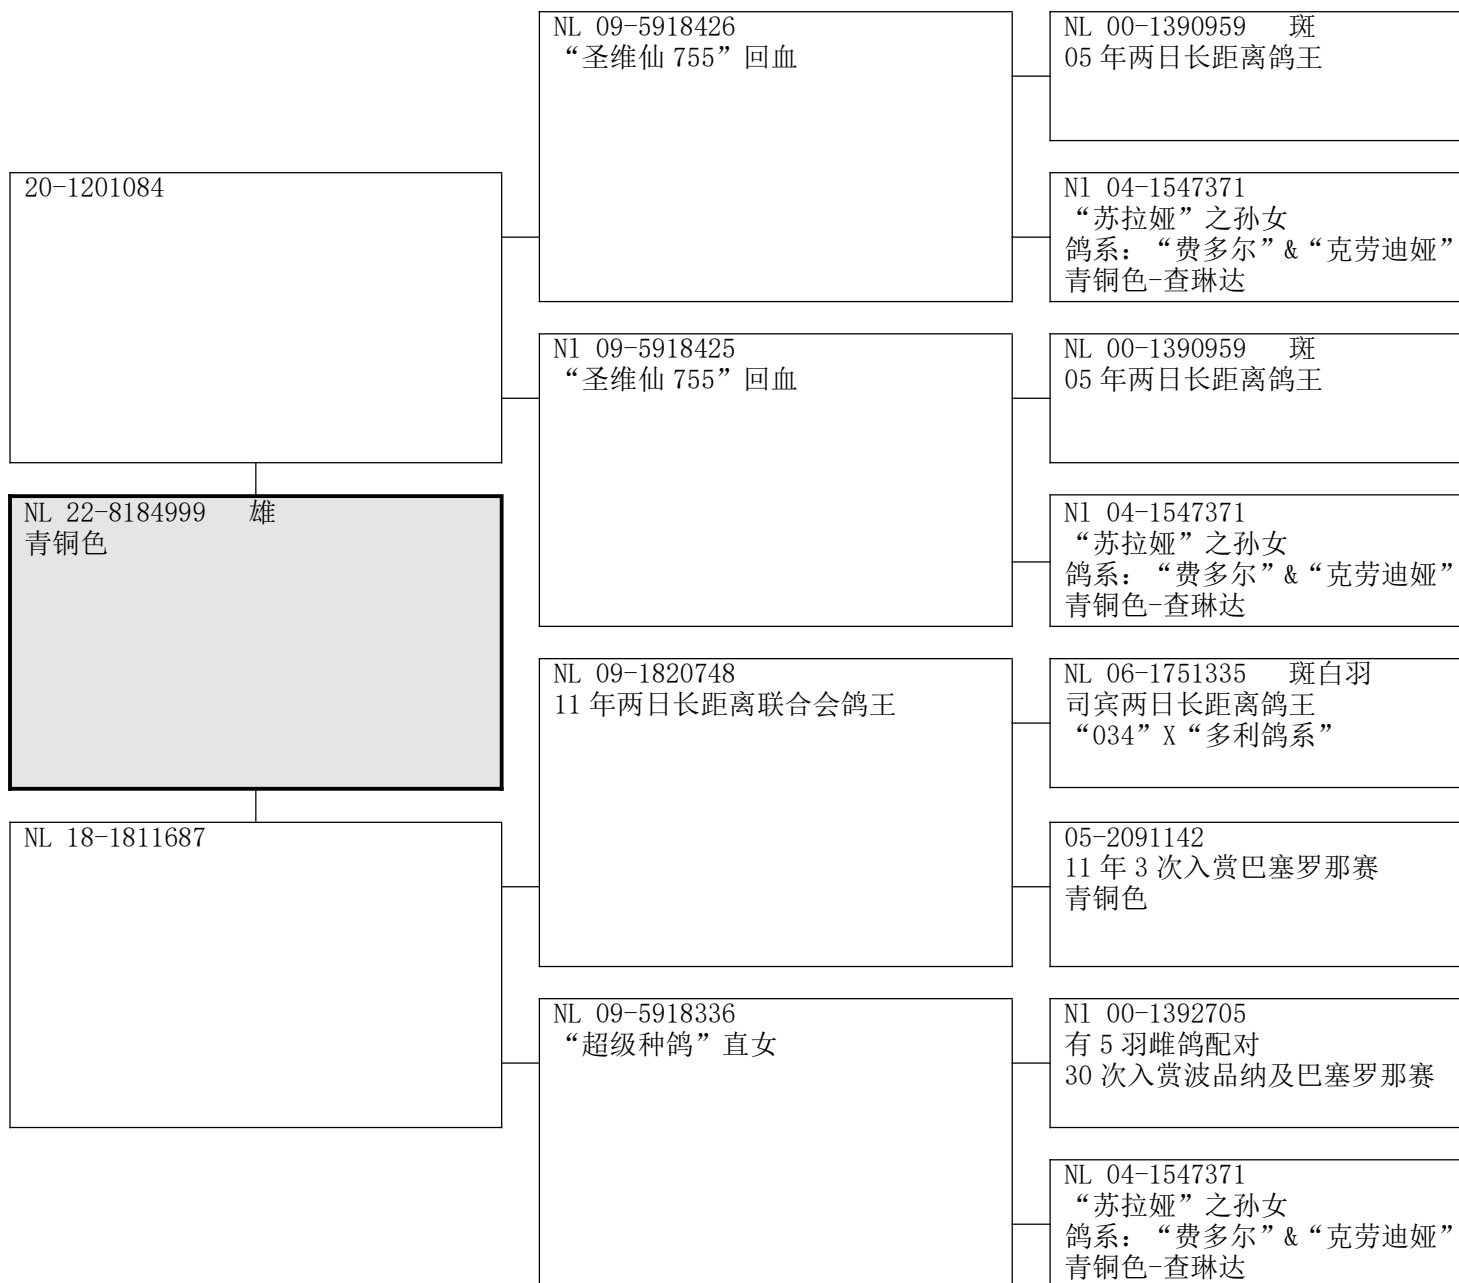 NL 09-5918426
“圣维仙 755”回血
NL 00-1390959 斑
05 年两日长距离鸽王
20-1201084
Nl 04-1547371
“苏拉娅”之孙女
鸽系：“费多尔”&“克劳迪娅”
青铜色-查琳达
Nl 09-5918425
“圣维仙 755”回血
NL 00-1390959 斑
05 年两日长距离鸽王
NL 22-8184999 雄
青铜色
Nl 04-1547371
“苏拉娅”之孙女
鸽系：“费多尔”&“克劳迪娅”
青铜色-查琳达
NL 09-1820748
11 年两日长距离联合会鸽王
NL 06-1751335 斑白羽
司宾两日长距离鸽王
“034”X“多利鸽系”
NL 18-1811687
05-2091142
11 年 3 次入赏巴塞罗那赛
青铜色
NL 09-5918336
“超级种鸽”直女
Nl 00-1392705
有 5 羽雌鸽配对
30 次入赏波品纳及巴塞罗那赛
NL 04-1547371
“苏拉娅”之孙女
鸽系：“费多尔”&“克劳迪娅”
青铜色-查琳达